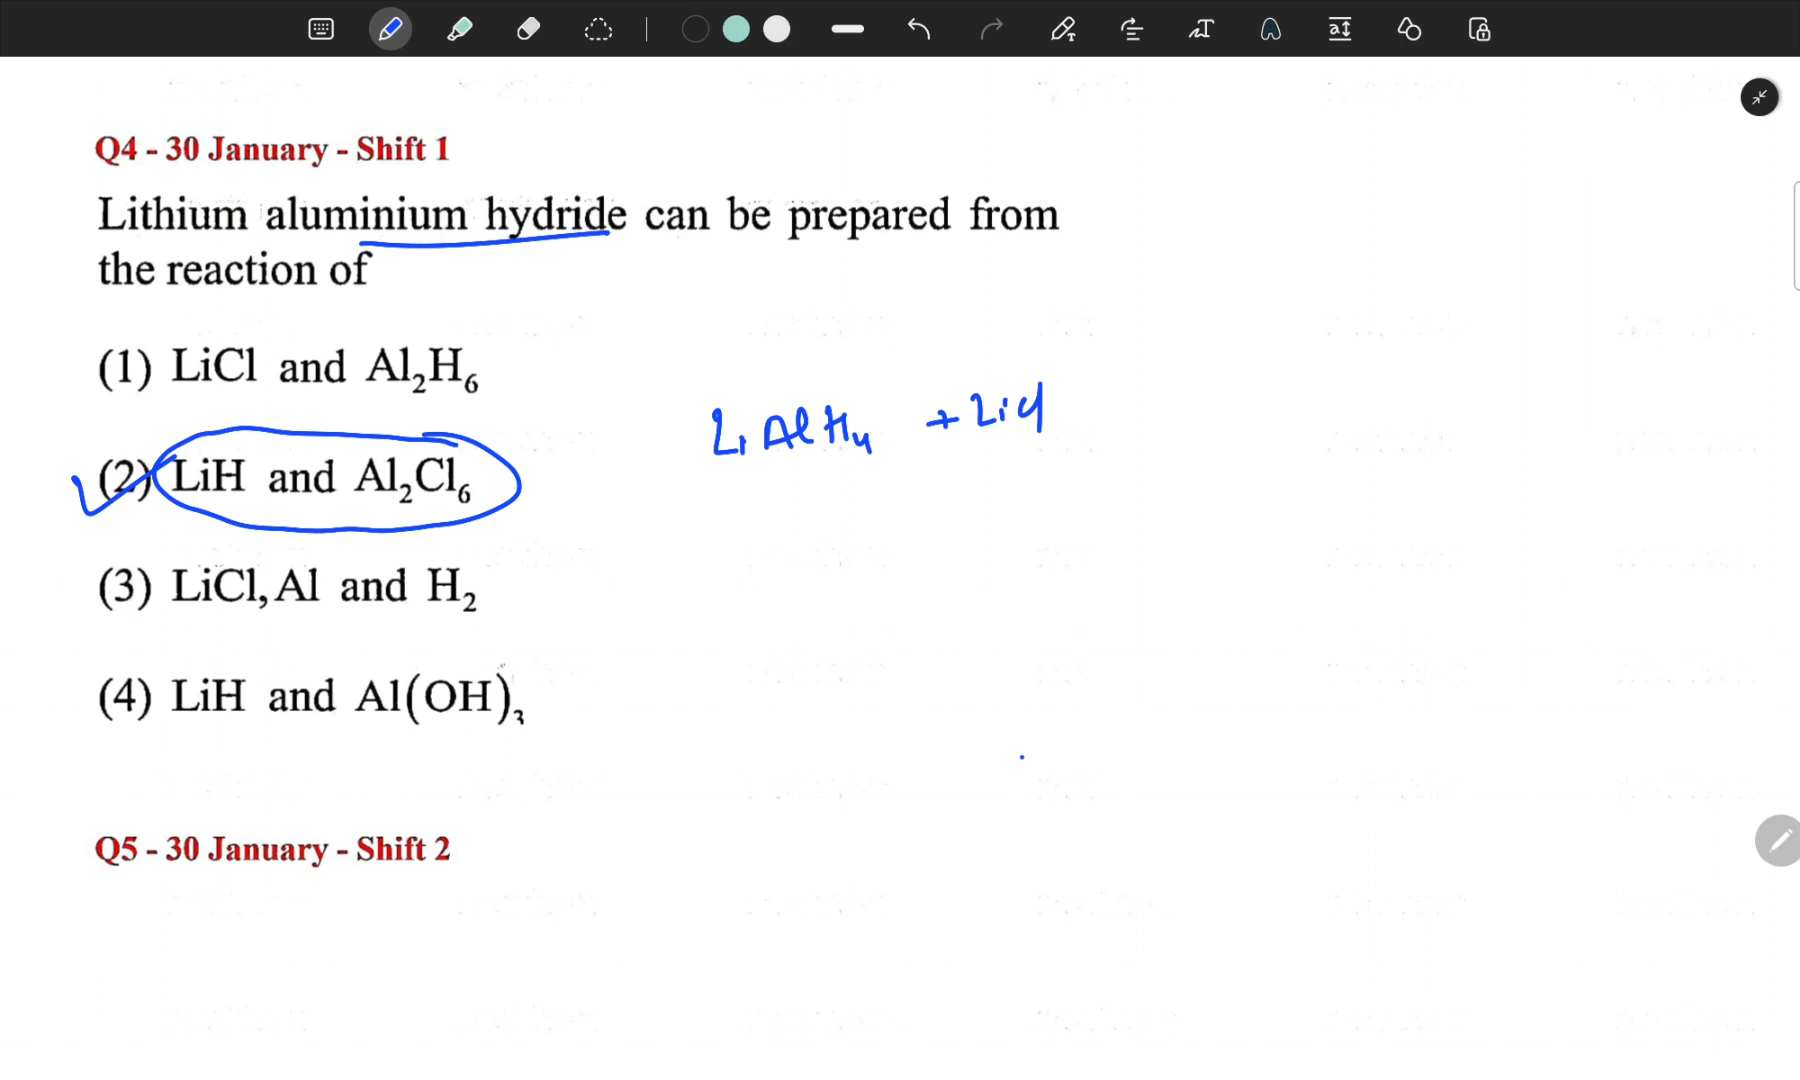 Q4 - 30 January - Shift 1
Lithium aluminium hydride can be prepared from
the reaction of
(1) LiCl and Al₂H₆
(2) LiH and Al₂Cl₆
LiAlH₄ + LiCl
(3) LiCl, Al and H₂
(4) LiH and Al(OH)₃
Q5 - 30 January - Shift 2